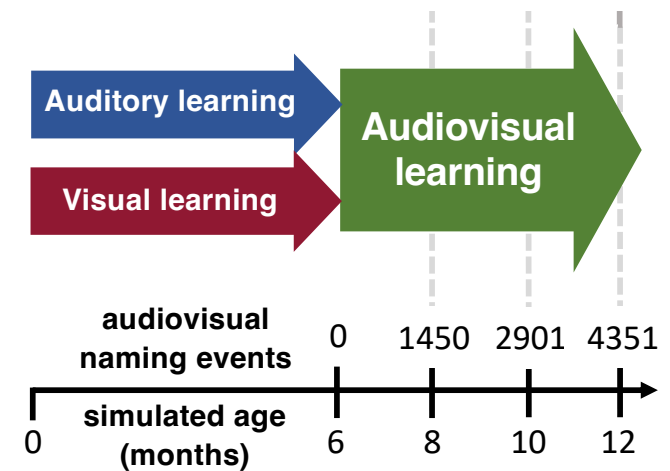 Auditory learning
Visual learning
Audiovisual
learning
audiovisual
naming events
0 1450 2901 4351
simulated age
(months)
0 6 8 10 12